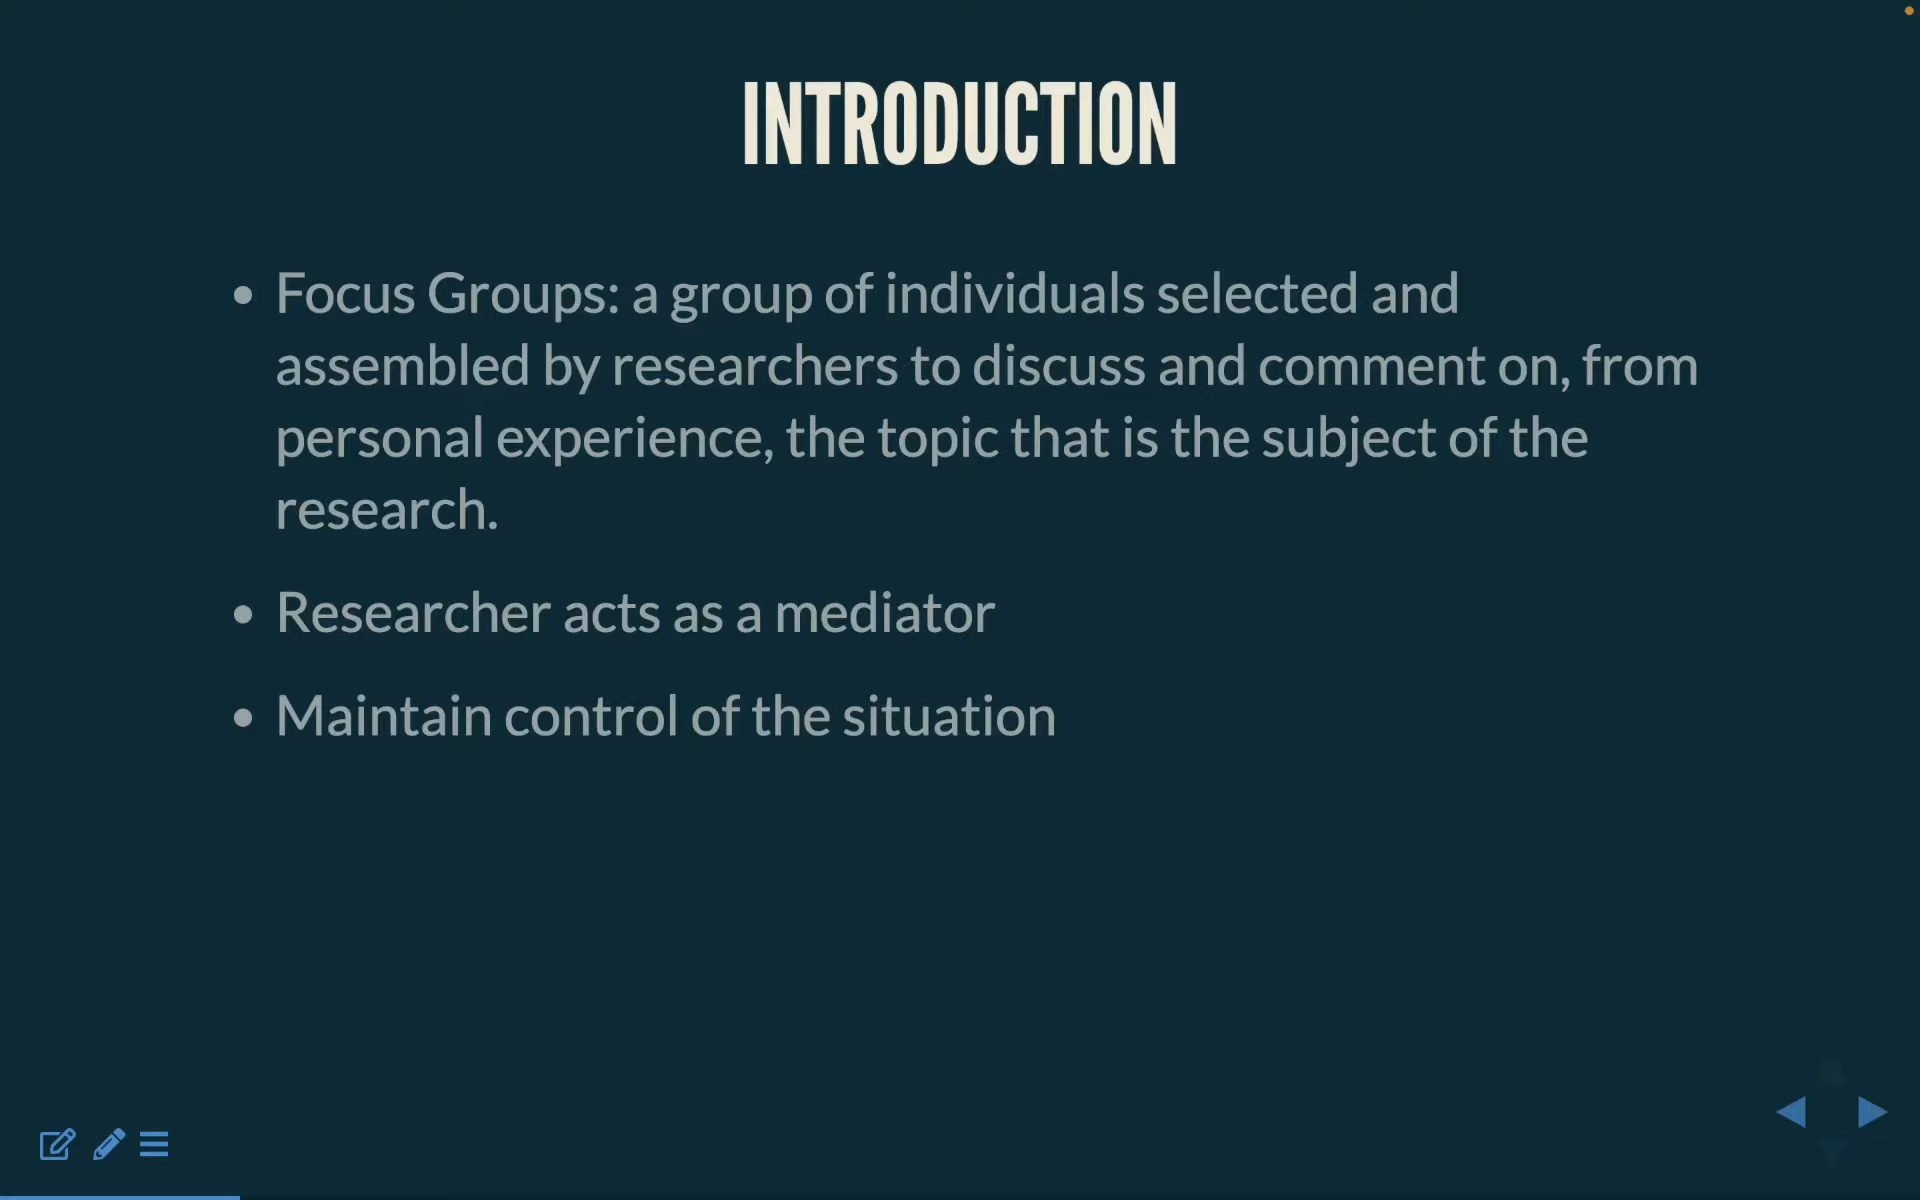 INTRODUCTION
• Focus Groups: a group of individuals selected and
assembled by researchers to discuss and comment on, from
personal experience, the topic that is the subject of the
research.
• Researcher acts as a mediator
• Maintain control of the situation